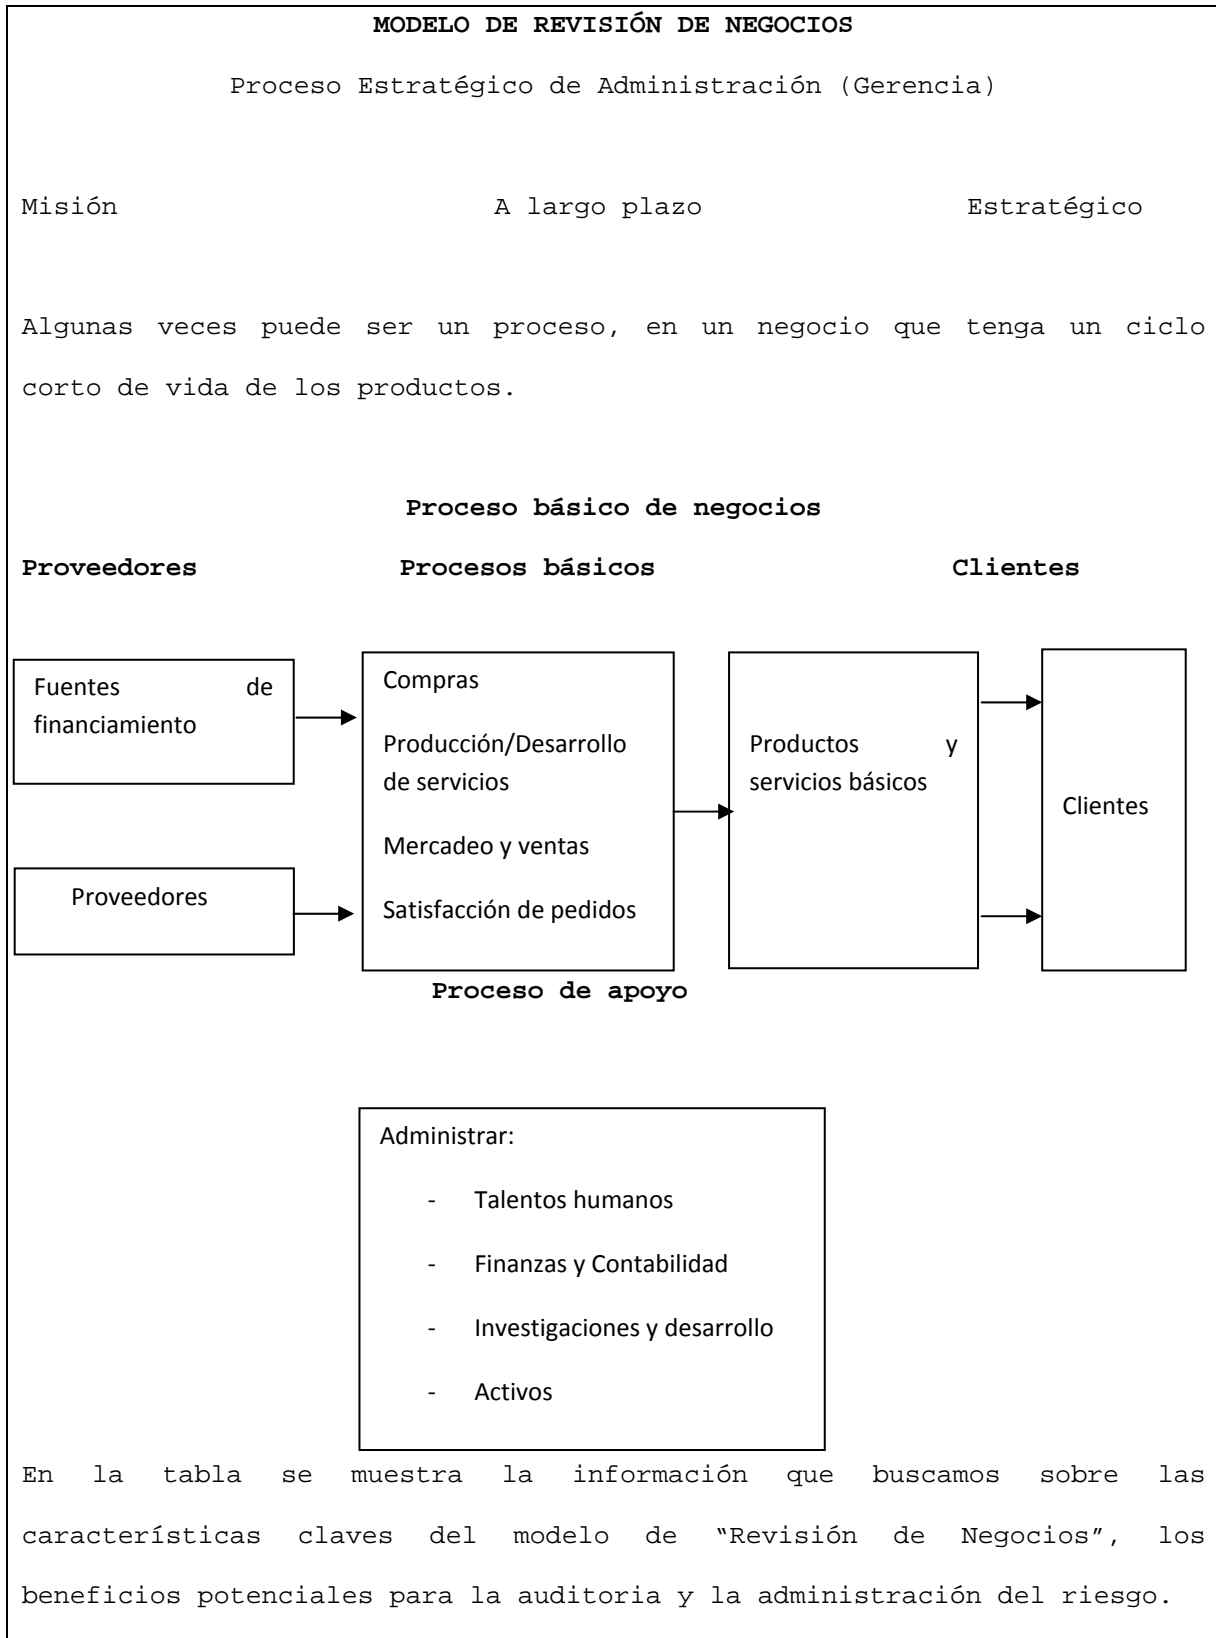 MODELO DE REVISIÓN DE NEGOCIOS
Proceso Estratégico de Administración (Gerencia)
Misión A largo plazo Estratégico
Algunas veces puede ser un proceso, en un negocio que tenga un ciclo
corto de vida de los productos.
Proceso básico de negocios
Proveedores Procesos básicos Clientes
Fuentes de
financiamiento
Proveedores
Compras
Producción/Desarrollo
de servicios
Mercadeo y ventas
Satisfacción de pedidos
Productos y
servicios básicos
Clientes
Proceso de apoyo
Administrar:
- Talentos humanos
- Finanzas y Contabilidad
- Investigaciones y desarrollo
- Activos
En la tabla se muestra la información que buscamos sobre las
características claves del modelo de “Revisión de Negocios”, los
beneficios potenciales para la auditoria y la administración del riesgo.